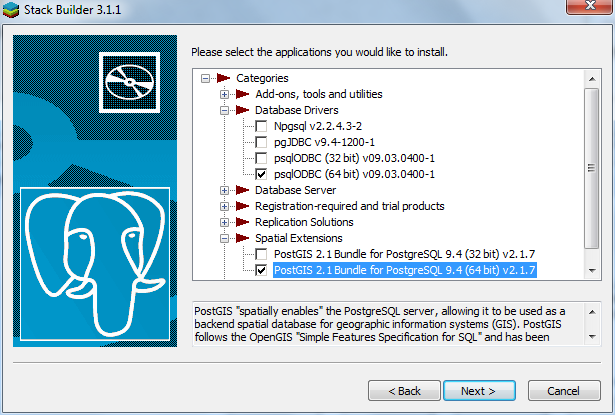 Stack Builder 3.1.1
Please select the applications you would like to install.
Categories
Add-ons, tools and utilities
Database Drivers
Npgsql v2.2.4.3-2
pgJDBC v9.4-1200-1
psqlODBC (32 bit) v09.03.0400-1
psqlODBC (64 bit) v09.03.0400-1
Database Server
Registration-required and trial products
Replication Solutions
Spatial Extensions
PostGIS 2.1 Bundle for PostgreSQL 9.4 (32 bit) v2.1.7
PostGIS 2.1 Bundle for PostgreSQL 9.4 (64 bit) v2.1.7
PostGIS "spatially enables" the PostgreSQL server, allowing it to be used as a
backend spatial database for geographic information systems (GIS). PostGIS
follows the OpenGIS "Simple Features Specification for SQL" and has been
< Back Next > Cancel